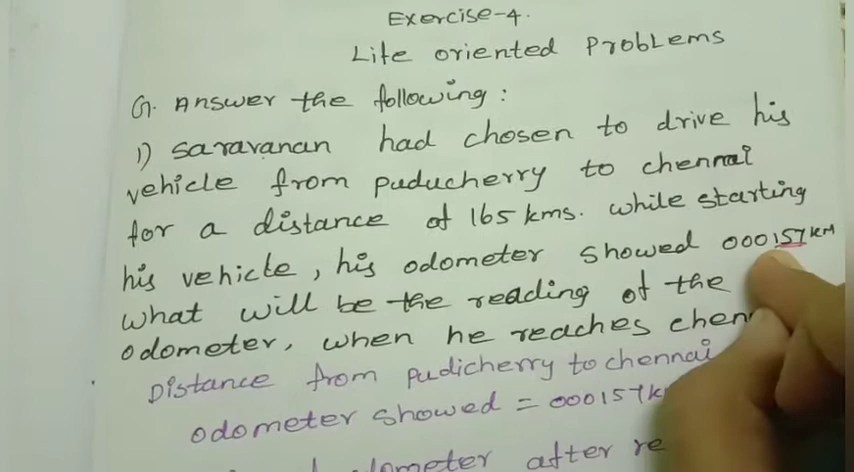 Exercise-4.
Life oriented Problems
G. Answer the following:
1) Saravanan had chosen to drive his
vehicle from puducherry to chennai
for a distance of 165 kms. while starting
his vehicle, his odometer showed 000157 KM
what will be the reading of the
odometer, when he reaches chen
Distance from pudicherry to chennai
odometer showed = 000157k
after re